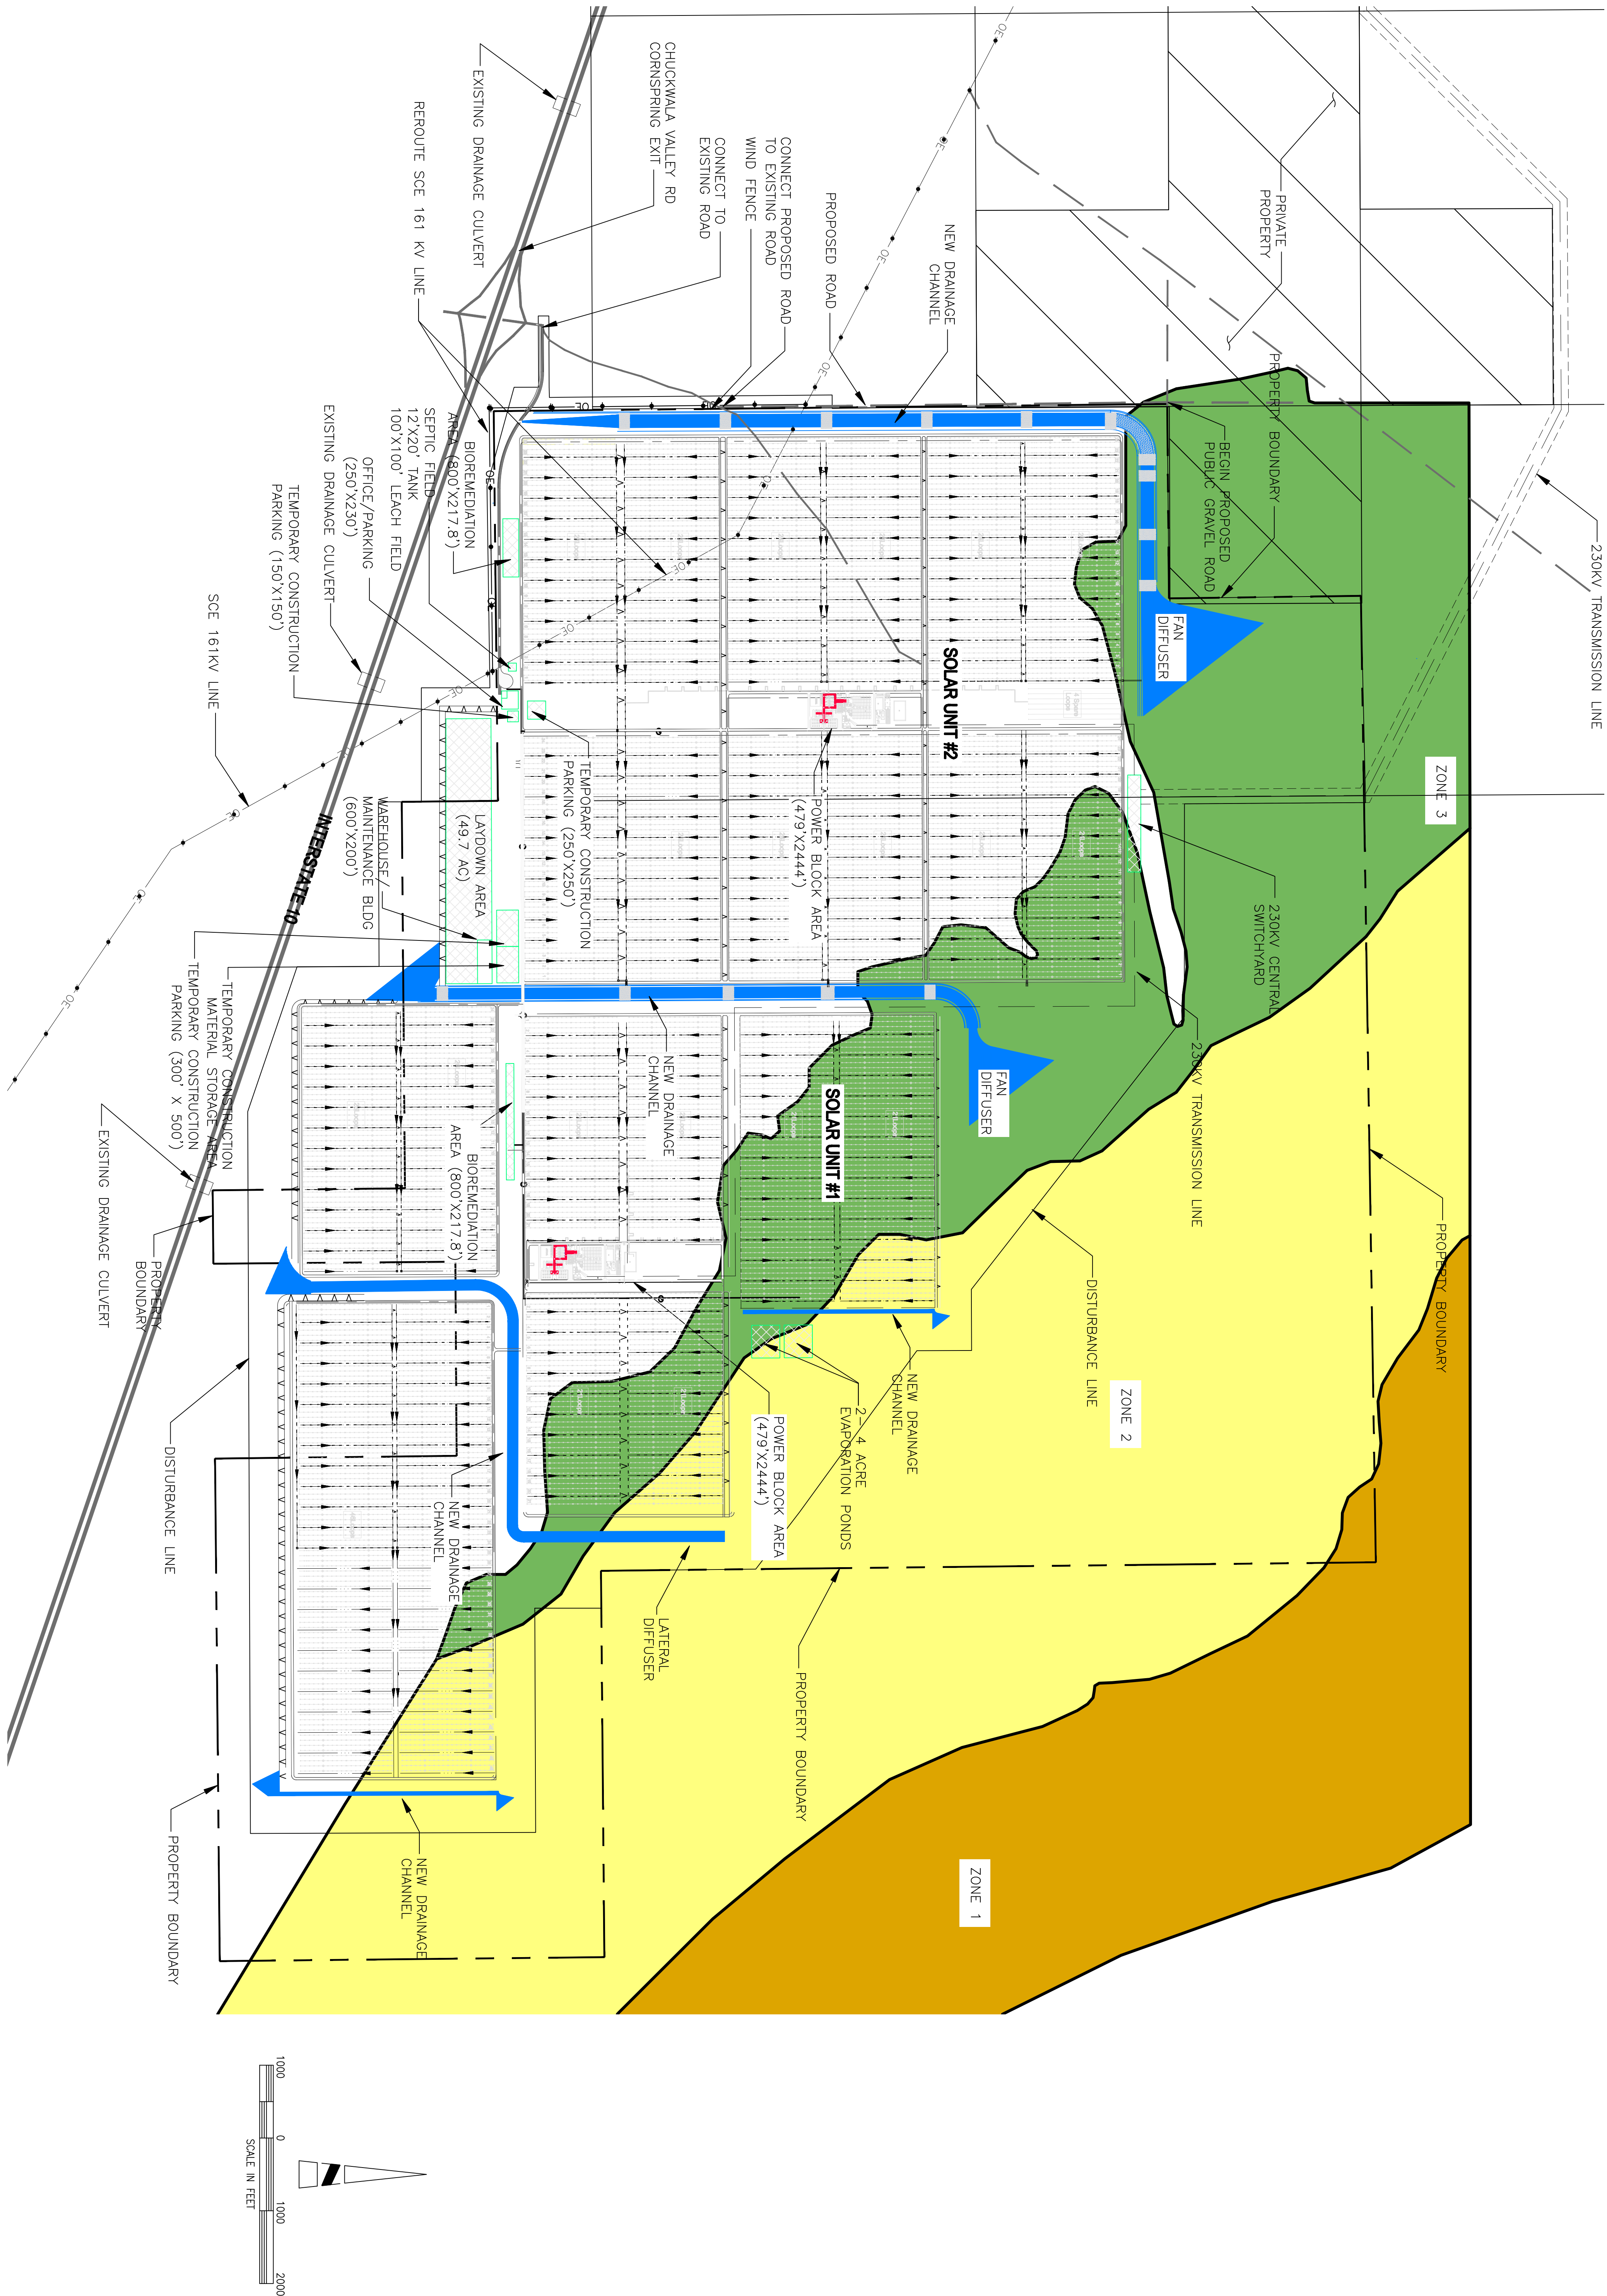 230KV TRANSMISSION LINE
ZONE 3
PRIVATE
PROPERTY
PROPERTY BOUNDARY
BEGIN PROPOSED
PUBLIC GRAVEL ROAD
FAN
DIFFUSER
230KV CENTRAL
SWITCHYARD
230KV TRANSMISSION LINE
PROPERTY BOUNDARY
DISTURBANCE LINE
ZONE 2
ZONE 1
NEW DRAINAGE
CHANNEL
PROPOSED ROAD
CONNECT PROPOSED ROAD
TO EXISTING ROAD
WIND FENCE
CONNECT TO
EXISTING ROAD
CHUCKWALA VALLEY RD
CORNSPRING EXIT
EXISTING DRAINAGE CULVERT
REROUTE SCE 161 KV LINE
SOLAR UNIT #2
POWER BLOCK AREA
(479'X2444')
FAN
DIFFUSER
SOLAR UNIT #1
NEW DRAINAGE
CHANNEL
2- 4 ACRE
EVAPORATION PONDS
POWER BLOCK AREA
(479'X2444')
PROPERTY BOUNDARY
LATERAL
DIFFUSER
NEW DRAINAGE
CHANNEL
TEMPORARY CONSTRUCTION
PARKING (250'X250')
BIOREMEDIATION
AREA (800'X217.8')
SEPTIC FIELD
12'X20' TANK
100'X100' LEACH FIELD
OFFICE/PARKING
(250'X230')
EXISTING DRAINAGE CULVERT
TEMPORARY CONSTRUCTION
PARKING (150'X150')
SCE 161KV LINE
LAYDOWN AREA
(49.7 AC)
WAREHOUSE/
MAINTENANCE BLDG
(600'X200')
BIOREMEDIATION
AREA (800'X217.8')
NEW DRAINAGE
CHANNEL
INTERSTATE 10
TEMPORARY CONSTRUCTION
MATERIAL STORAGE AREA
TEMPORARY CONSTRUCTION
PARKING (300' X 500')
EXISTING DRAINAGE CULVERT
PROPERTY
BOUNDARY
DISTURBANCE LINE
NEW DRAINAGE
CHANNEL
PROPERTY BOUNDARY
1000
0
1000
2000
SCALE IN FEET